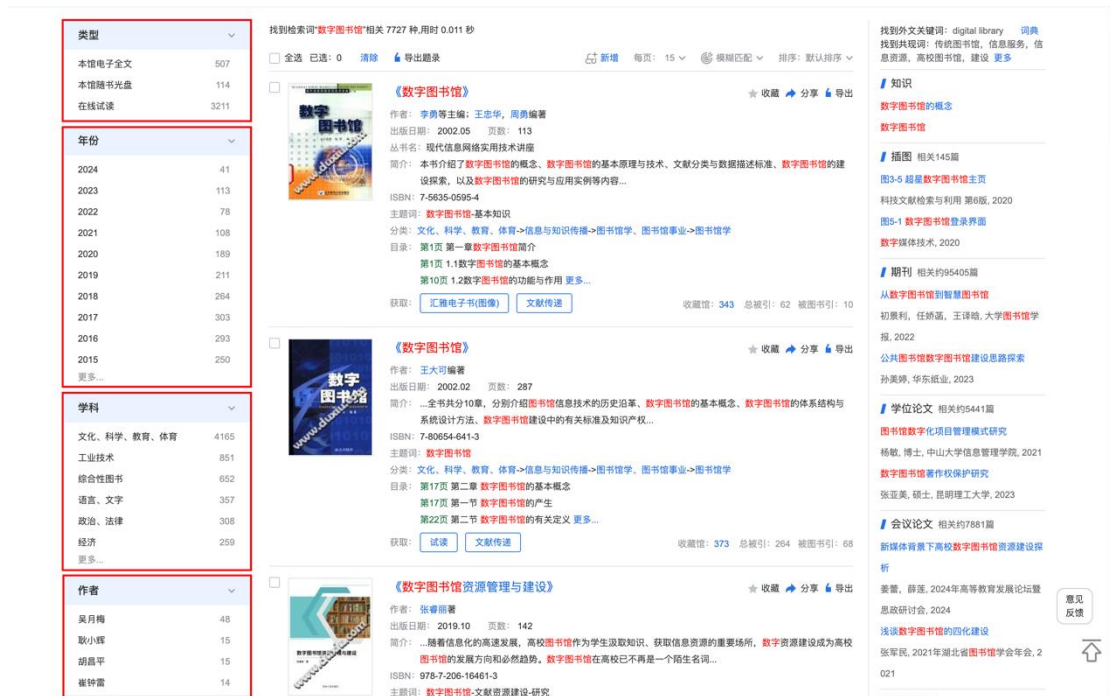 类型
本馆电子全文 507
本馆随书光盘 114
在线试读 3211
年份
2024 41
2023 113
2022 78
2021 108
2020 189
2019 211
2018 264
2017 303
2016 293
2015 250
更多...
学科
文化、科学、教育、体育 4165
工业技术 851
综合性图书 652
语言、文字 357
政治、法律 308
经济 259
更多...
作者
吴月梅 48
耿小辉 15
胡昌平 15
崔钟雷 14
找到检索词"数字图书馆"相关 7727 种,用时 0.011 秒
全选 已选：0 清除 导出题录 新增 每页： 15 模糊匹配 排序：默认排序
数字
图书馆
www.duxiu.com
《数字图书馆》
收藏 分享 导出
作者： 李勇等主编；王忠华，周勇编著
出版日期： 2002.05 页数： 113
丛书名：现代信息网络实用技术讲座
简介： 本书介绍了数字图书馆的概念、数字图书馆的基本原理与技术、文献分类与数据描述标准、数字图书馆的建
设探索，以及数字图书馆的研究与应用实例等内容...
ISBN： 7-5635-0595-4
主题词：数字图书馆-基本知识
分类：文化、科学、教育、体育->信息与知识传播->图书馆学、图书馆事业->图书馆学
目录： 第1页 第一章数字图书馆简介
第1页 1.1数字图书馆的基本概念
第10页 1.2数字图书馆的功能与作用 更多...
获取： 汇雅电子书(图像) 文献传递 收藏馆：343 总被引：62 被图书引：10
数字
图书馆
www.duxiu.com
《数字图书馆》
收藏 分享 导出
作者： 王大可编著
出版日期： 2002.02 页数： 287
简介： ...全书共分10章，分别介绍图书馆信息技术的历史沿革、数字图书馆的基本概念、数字图书馆的体系结构与
系统设计方法、数字图书馆建设中的有关标准及知识产权...
ISBN： 7-80654-641-3
主题词：数字图书馆
分类：文化、科学、教育、体育->信息与知识传播->图书馆学、图书馆事业->图书馆学
目录： 第17页 第二章 数字图书馆的基本概念
第17页 第一节 数字图书馆的产生
第22页 第二节 数字图书馆的有关定义 更多...
获取： 试读 文献传递 收藏馆：373 总被引：264 被图书引：68
数字图书馆资源管理与建设
www.duxiu.com
《数字图书馆资源管理与建设》
收藏 分享 导出
作者： 张睿丽著
出版日期： 2019.10 页数： 142
简介： ...随着信息化的高速发展，高校图书馆作为学生汲取知识、获取信息资源的重要场所，数字资源建设成为高校
图书馆的发展方向和必然趋势。数字图书馆在高校已不再是一个陌生名词...
ISBN： 978-7-206-16461-3
主题词：数字图书馆-文献资源建设-研究
找到外文关键词：digital library 词典
找到共现词：传统图书馆，信息服务，信
息资源，高校图书馆，建设 更多
知识
数字图书馆的概念
数字图书馆
插图 相关145篇
图3-5 超星数字图书馆主页
科技文献检索与利用 第6版, 2020
图5-1 数字图书馆登录界面
数字媒体技术, 2020
期刊 相关约95405篇
从数字图书馆到智慧图书馆
初景利，任娇菡，王译晗, 大学图书馆学
报, 2022
公共图书馆数字图书馆建设思路探索
孙美婷, 华东纸业, 2023
学位论文 相关约5441篇
图书馆数字化项目管理模式研究
杨敏, 博士, 中山大学信息管理学院, 2021
数字图书馆著作权保护研究
张亚美, 硕士, 昆明理工大学, 2023
会议论文 相关约7881篇
新媒体背景下高校数字图书馆资源建设探
析
姜蕾，薛莲, 2024年高等教育发展论坛暨
思政研讨会, 2024
浅谈数字图书馆的四化建设
张军民, 2021年湖北省图书馆学会年会, 2
021
意见
反馈